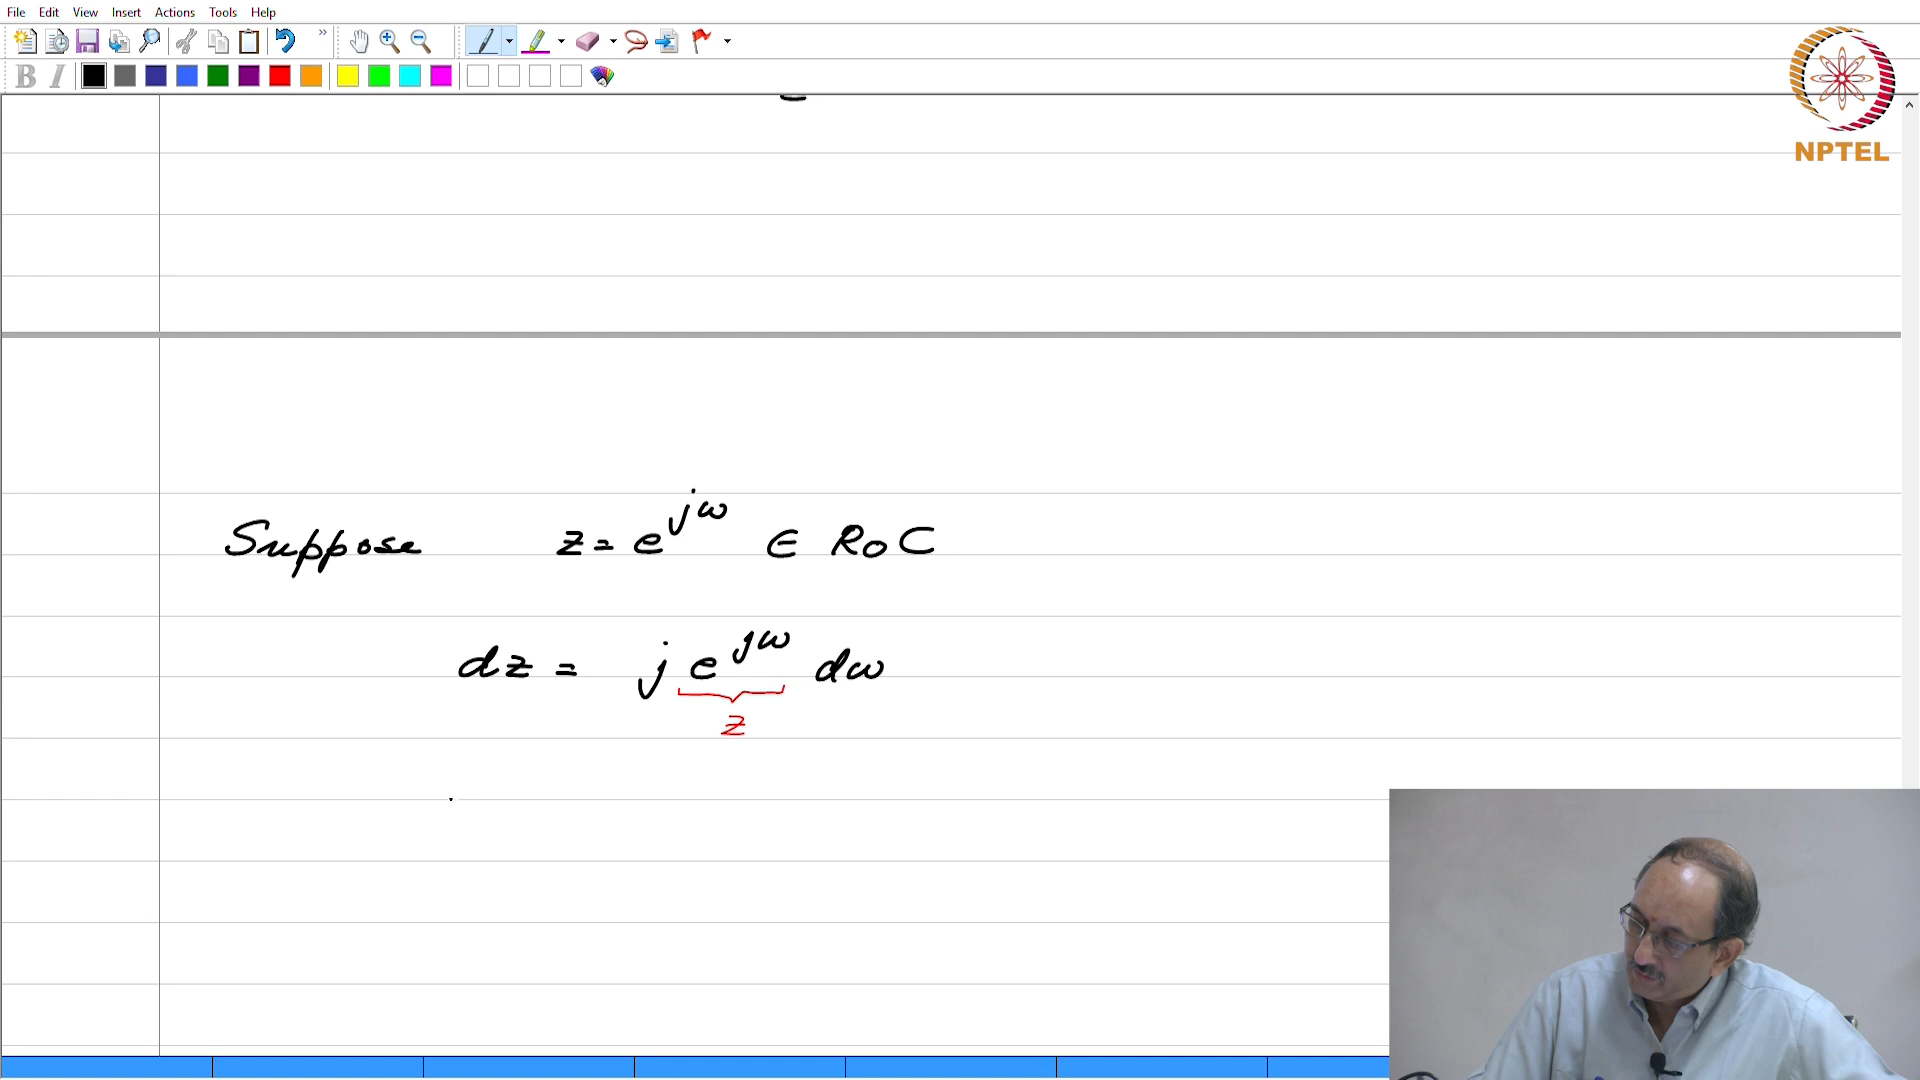 File Edit View Insert Actions Tools Help
B I
NPTEL
Suppose z = e^{jω} ∈ RoC
dz = j e^{jω} dω
z